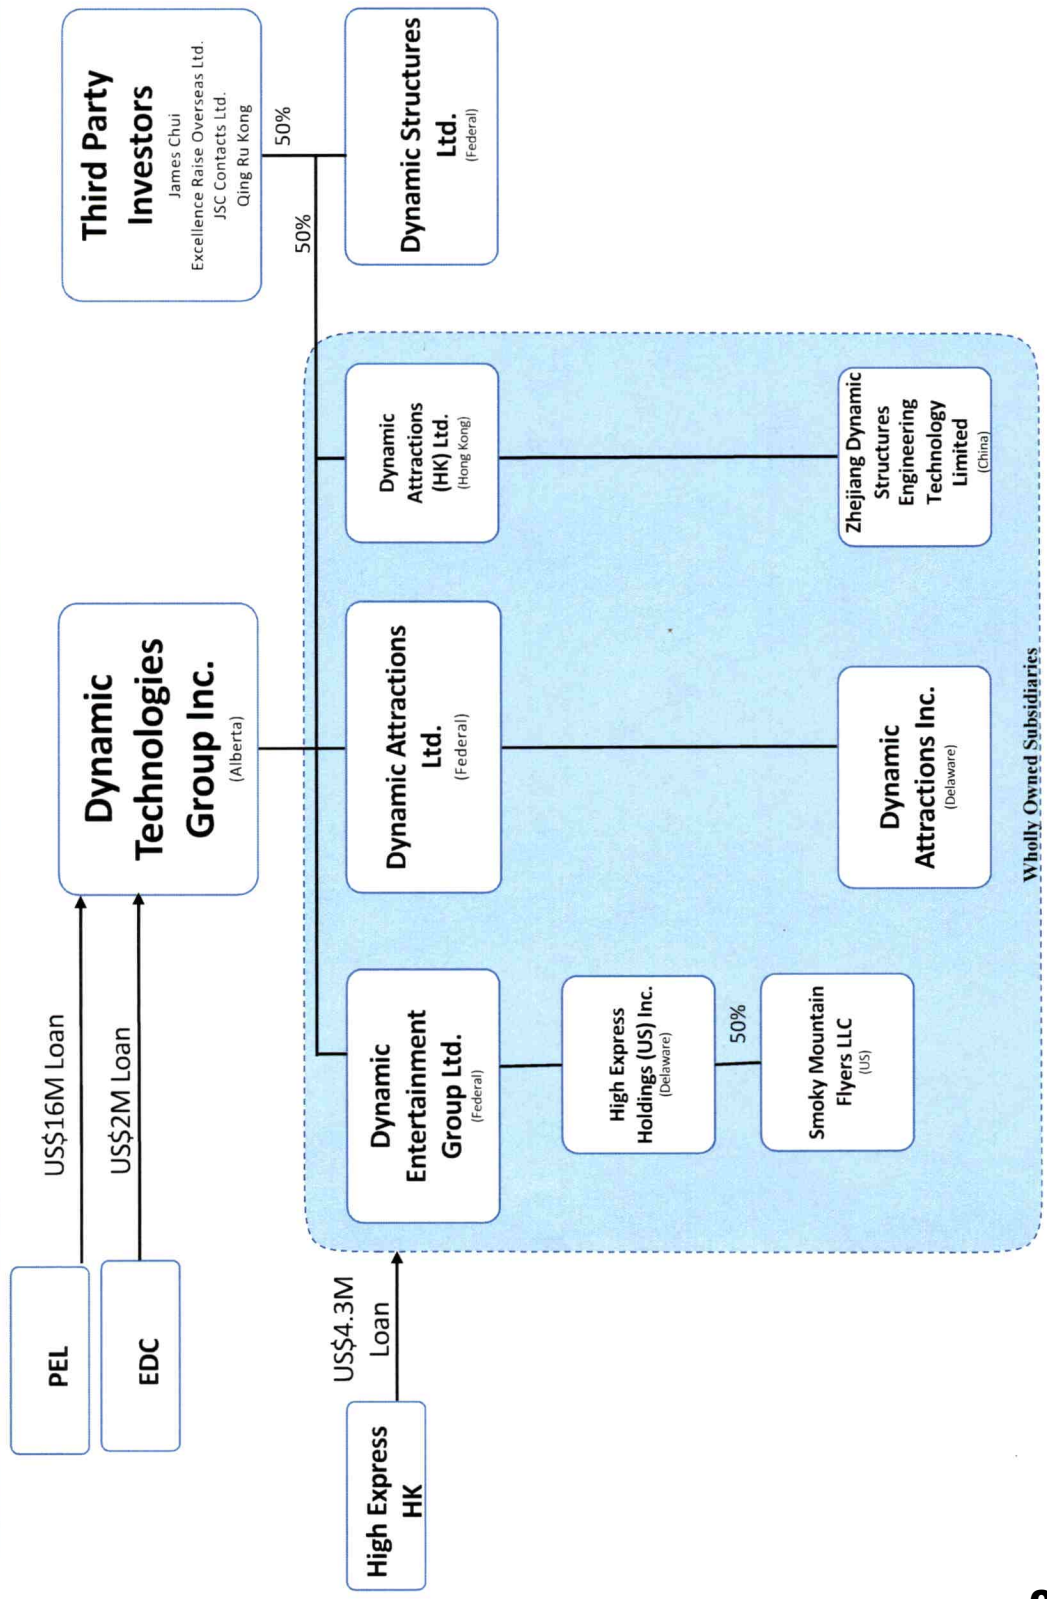 PEL
EDC
US$16M Loan
US$2M Loan
Dynamic
Technologies
Group Inc.
(Alberta)
Third Party
Investors
James Chui
Excellence Raise Overseas Ltd.
JSC Contacts Ltd.
Qing Ru Kong
50%
50%
High Express
HK
US$4.3M
Loan
Dynamic
Entertainment
Group Ltd.
(Federal)
Dynamic Attractions
Ltd.
(Federal)
Dynamic
Attractions
(HK) Ltd.
(Hong Kong)
Dynamic Structures
Ltd.
(Federal)
High Express
Holdings (US) Inc.
(Delaware)
50%
Smoky Mountain
Flyers LLC
(US)
Dynamic
Attractions Inc.
(Delaware)
Zhejiang Dynamic
Structures
Engineering
Technology
Limited
(China)
Wholly Owned Subsidiaries